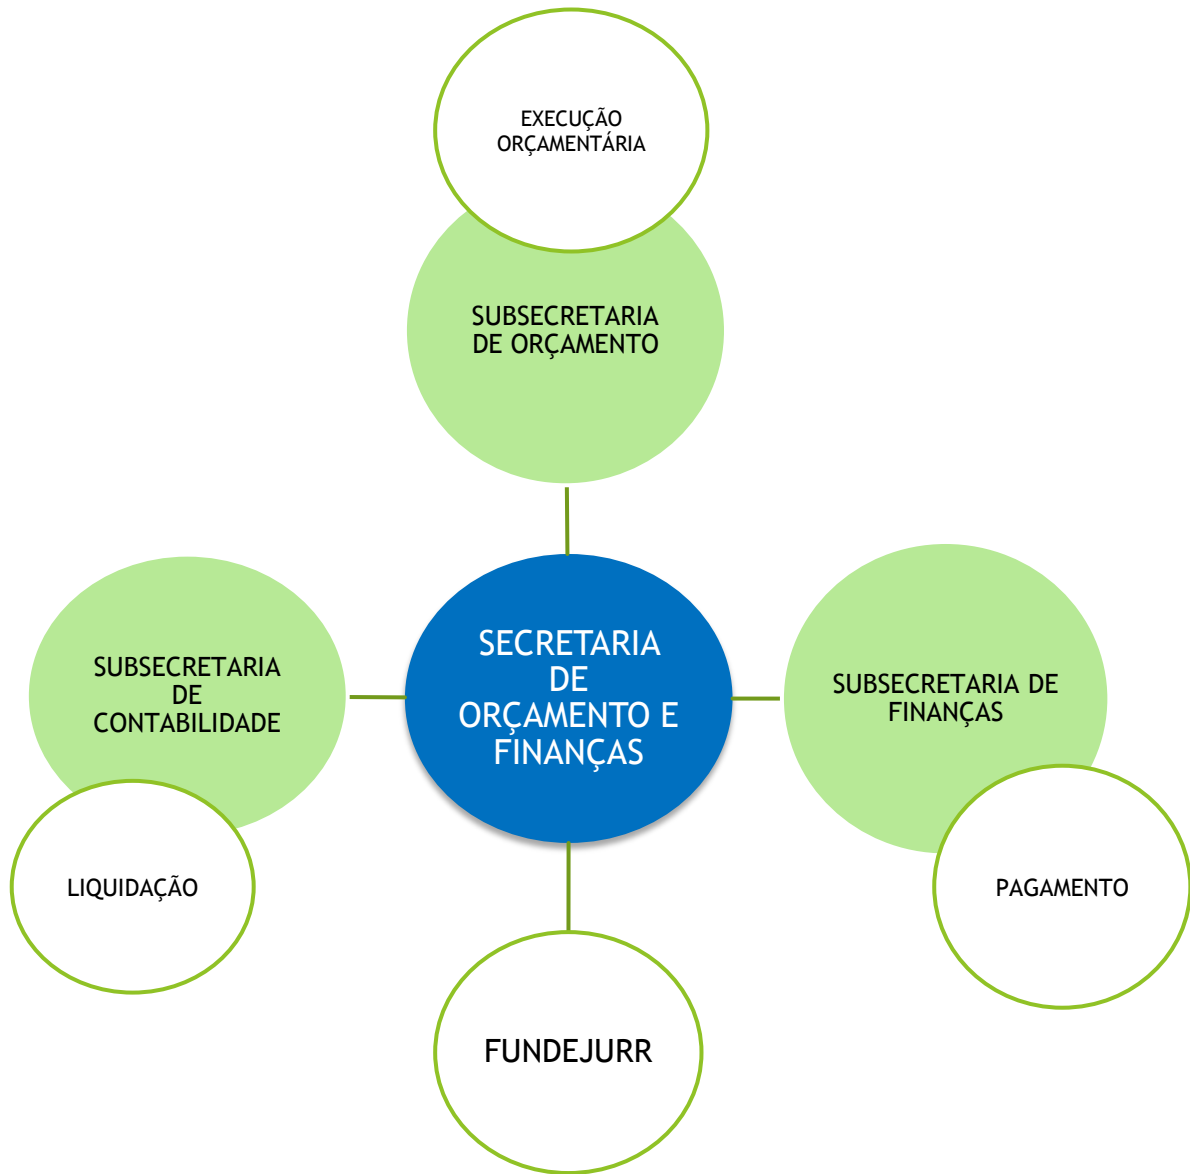 EXECUÇÃO
ORÇAMENTÁRIA
SUBSECRETARIA
DE ORÇAMENTO
SUBSECRETARIA
DE
CONTABILIDADE
SECRETARIA
DE
ORÇAMENTO E
FINANÇAS
SUBSECRETARIA DE
FINANÇAS
LIQUIDAÇÃO
PAGAMENTO
FUNDEJURR